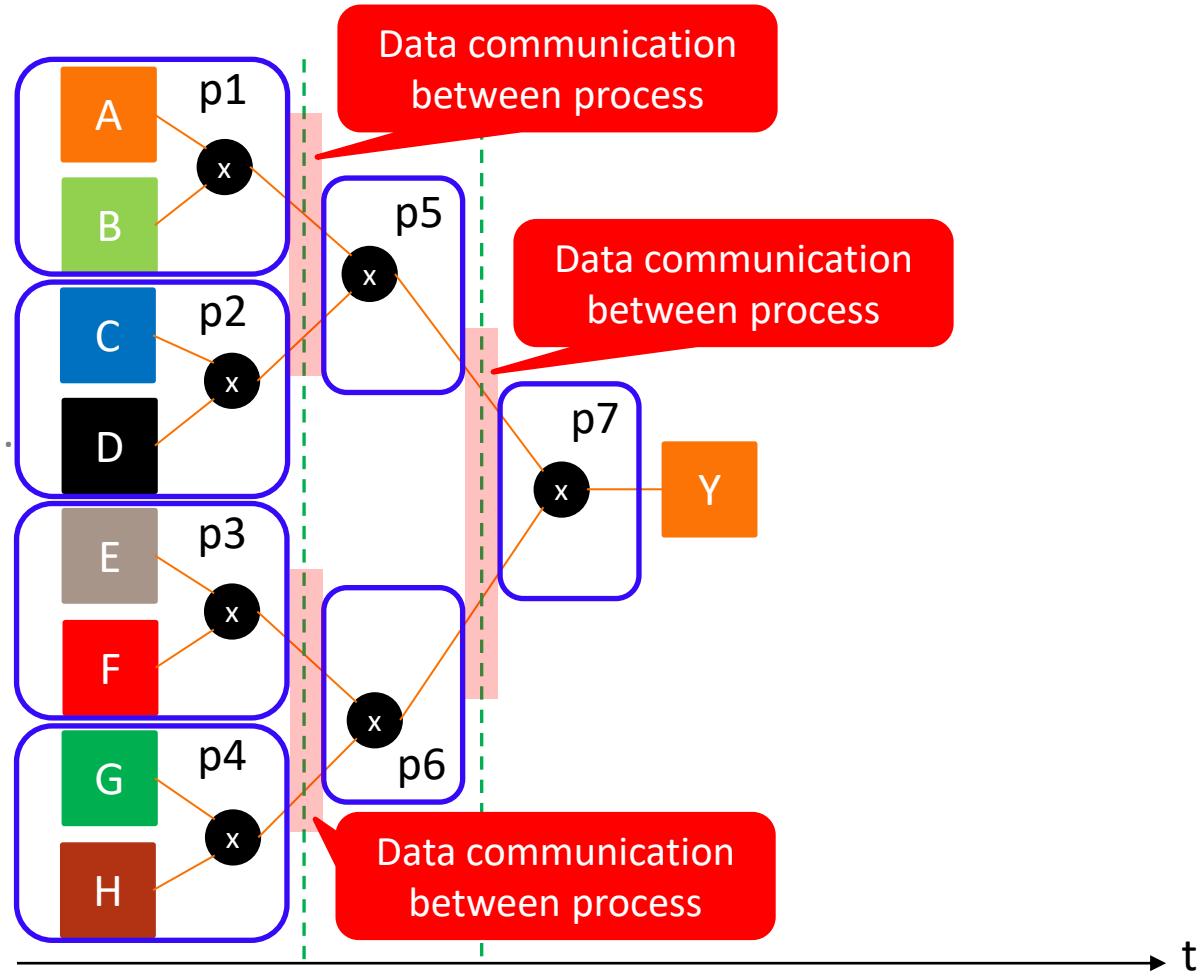 Data communication
between process
p1
A
x
B
p5
x
Data communication
between process
p2
C
x
D
p7
x
Y
p3
E
x
F
p6
x
p4
G
x
H
Data communication
between process
t